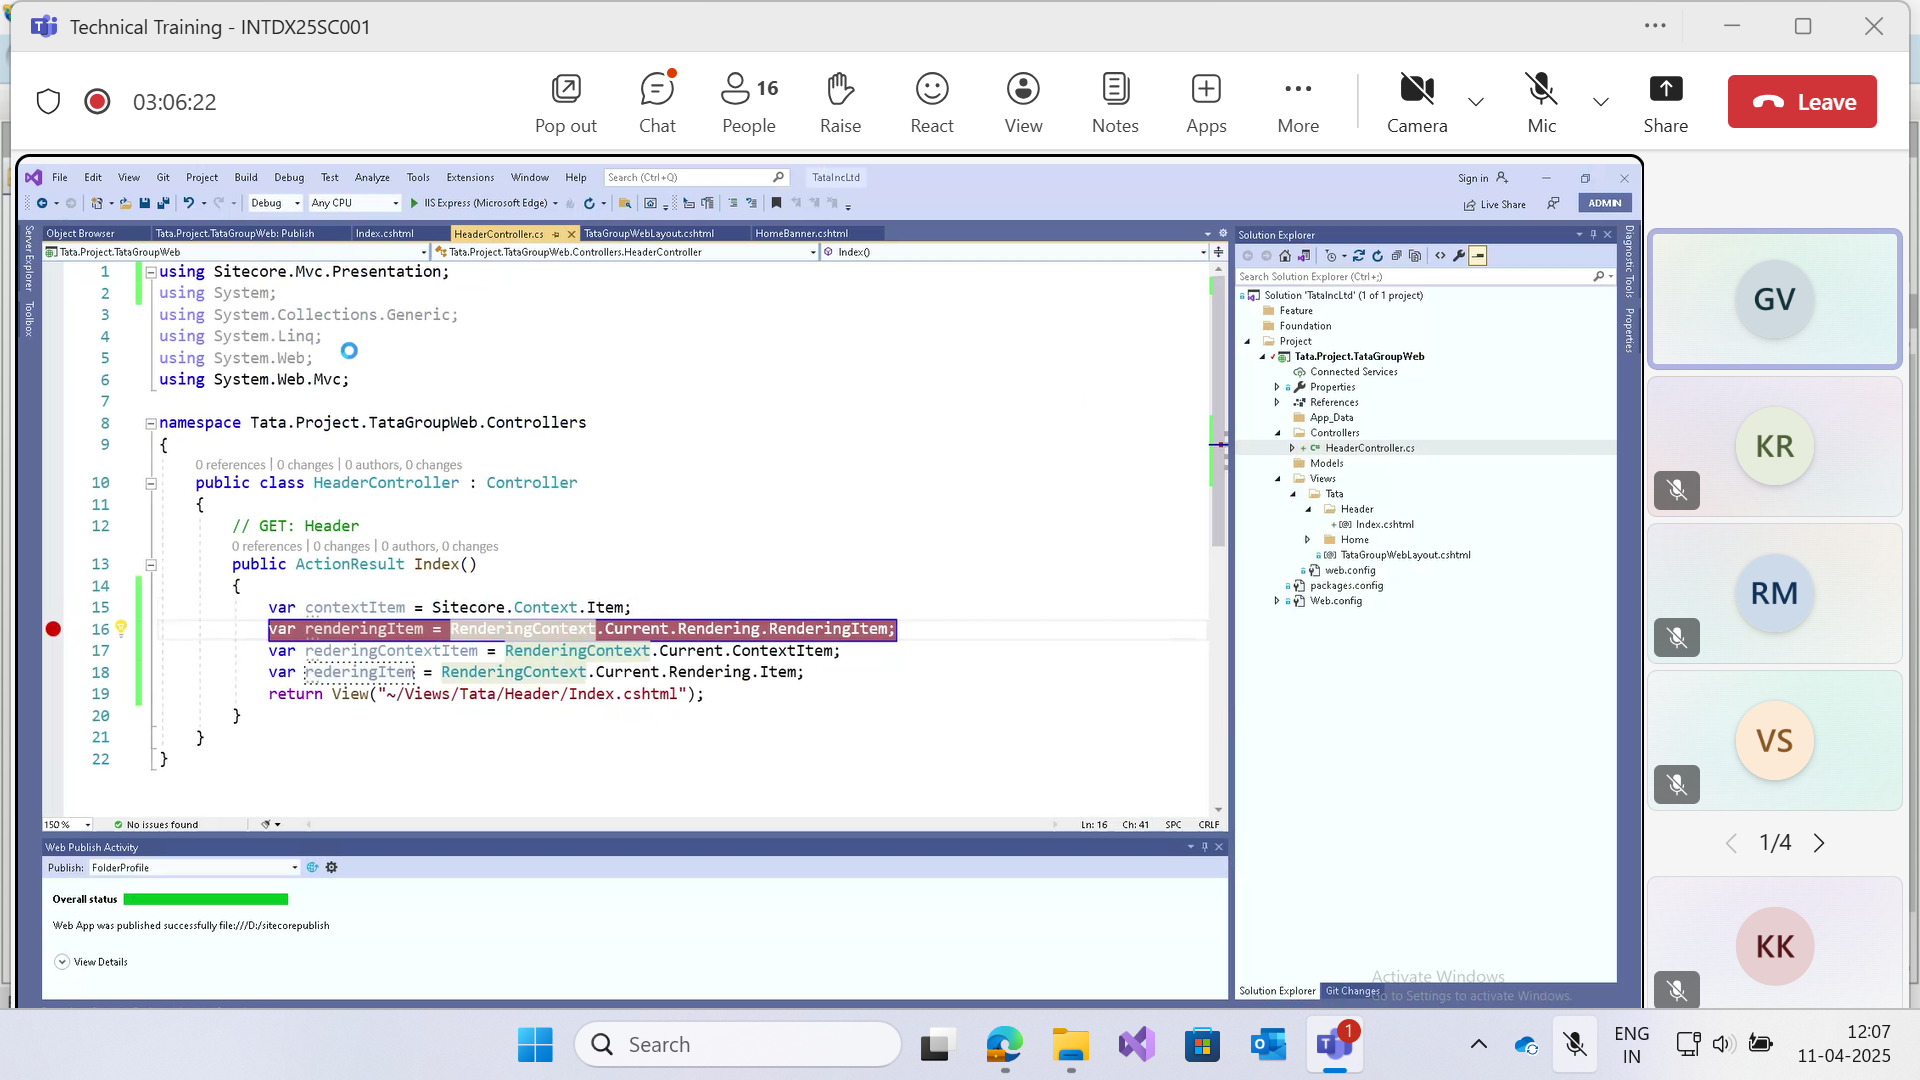 Technical Training - INTDX25SC001
03:06:22
Pop out
Chat
16
People
Raise
React
View
Notes
Apps
More
Camera
Mic
Share
Leave
File Edit View Git Project Build Debug Test Analyze Tools Extensions Window Help Search (Ctrl+Q) TataIncLtd Sign in
Debug Any CPU IIS Express (Microsoft Edge) Live Share ADMIN
Server Explorer Toolbox
Object Browser Tata.Project.TataGroupWeb: Publish Index.cshtml HeaderController.cs TataGroupWebLayout.cshtml HomeBanner.cshtml
Tata.Project.TataGroupWeb Tata.Project.TataGroupWeb.Controllers.HeaderController Index()
1 using Sitecore.Mvc.Presentation;
2 using System;
3 using System.Collections.Generic;
4 using System.Linq;
5 using System.Web;
6 using System.Web.Mvc;
7
8 namespace Tata.Project.TataGroupWeb.Controllers
9 {
0 references | 0 changes | 0 authors, 0 changes
10 public class HeaderController : Controller
11 {
12 // GET: Header
0 references | 0 changes | 0 authors, 0 changes
13 public ActionResult Index()
14 {
15 var contextItem = Sitecore.Context.Item;
16 var renderingItem = RenderingContext.Current.Rendering.RenderingItem;
17 var rederingContextItem = RenderingContext.Current.ContextItem;
18 var rederingItem = RenderingContext.Current.Rendering.Item;
19 return View("~/Views/Tata/Header/Index.cshtml");
20 }
21 }
22 }
150 % No issues found Ln: 16 Ch: 41 SPC CRLF
Web Publish Activity
Publish: FolderProfile
Overall status
Web App was published successfully file:///D:/sitecorepublish
View Details
Solution Explorer
Search Solution Explorer (Ctrl+;)
Solution 'TataIncLtd' (1 of 1 project)
Feature
Foundation
Project
Tata.Project.TataGroupWeb
Connected Services
Properties
References
App_Data
Controllers
HeaderController.cs
Models
Views
Tata
Header
Index.cshtml
Home
TataGroupWebLayout.cshtml
web.config
packages.config
Web.config
Solution Explorer Git Changes
Activate Windows
Go to Settings to activate Windows.
Diagnostic Tools Properties
GV
KR
RM
VS
1/4
KK
Search
1
ENG
IN
12:07
11-04-2025